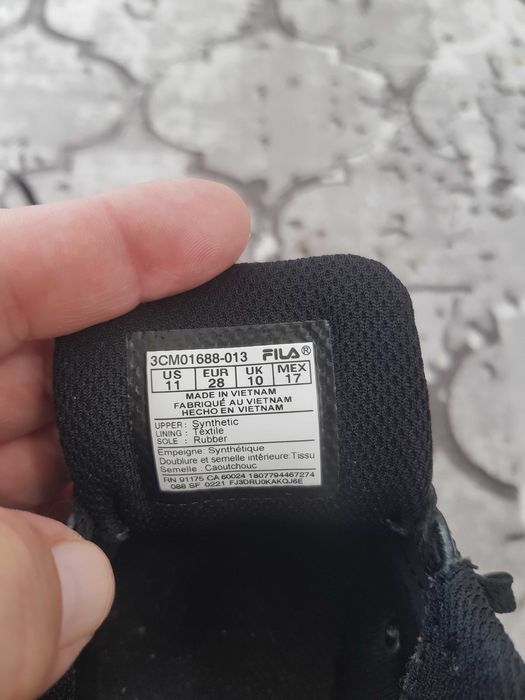 3CM01688-013 FILA®
US EUR UK MEX
11 28 10 17
MADE IN VIETNAM
FABRIQUÉ AU VIETNAM
HECHO EN VIETNAM
UPPER : Synthetic
LINING : Textile
SOLE : Rubber
Empeigne: Synthétique
Doublure et semelle intérieure: Tissu
Semelle : Caoutchouc
RN 91175 CA 60024 1807794467274
088 SF 0221 FJ3DRU0KAKQJ6E